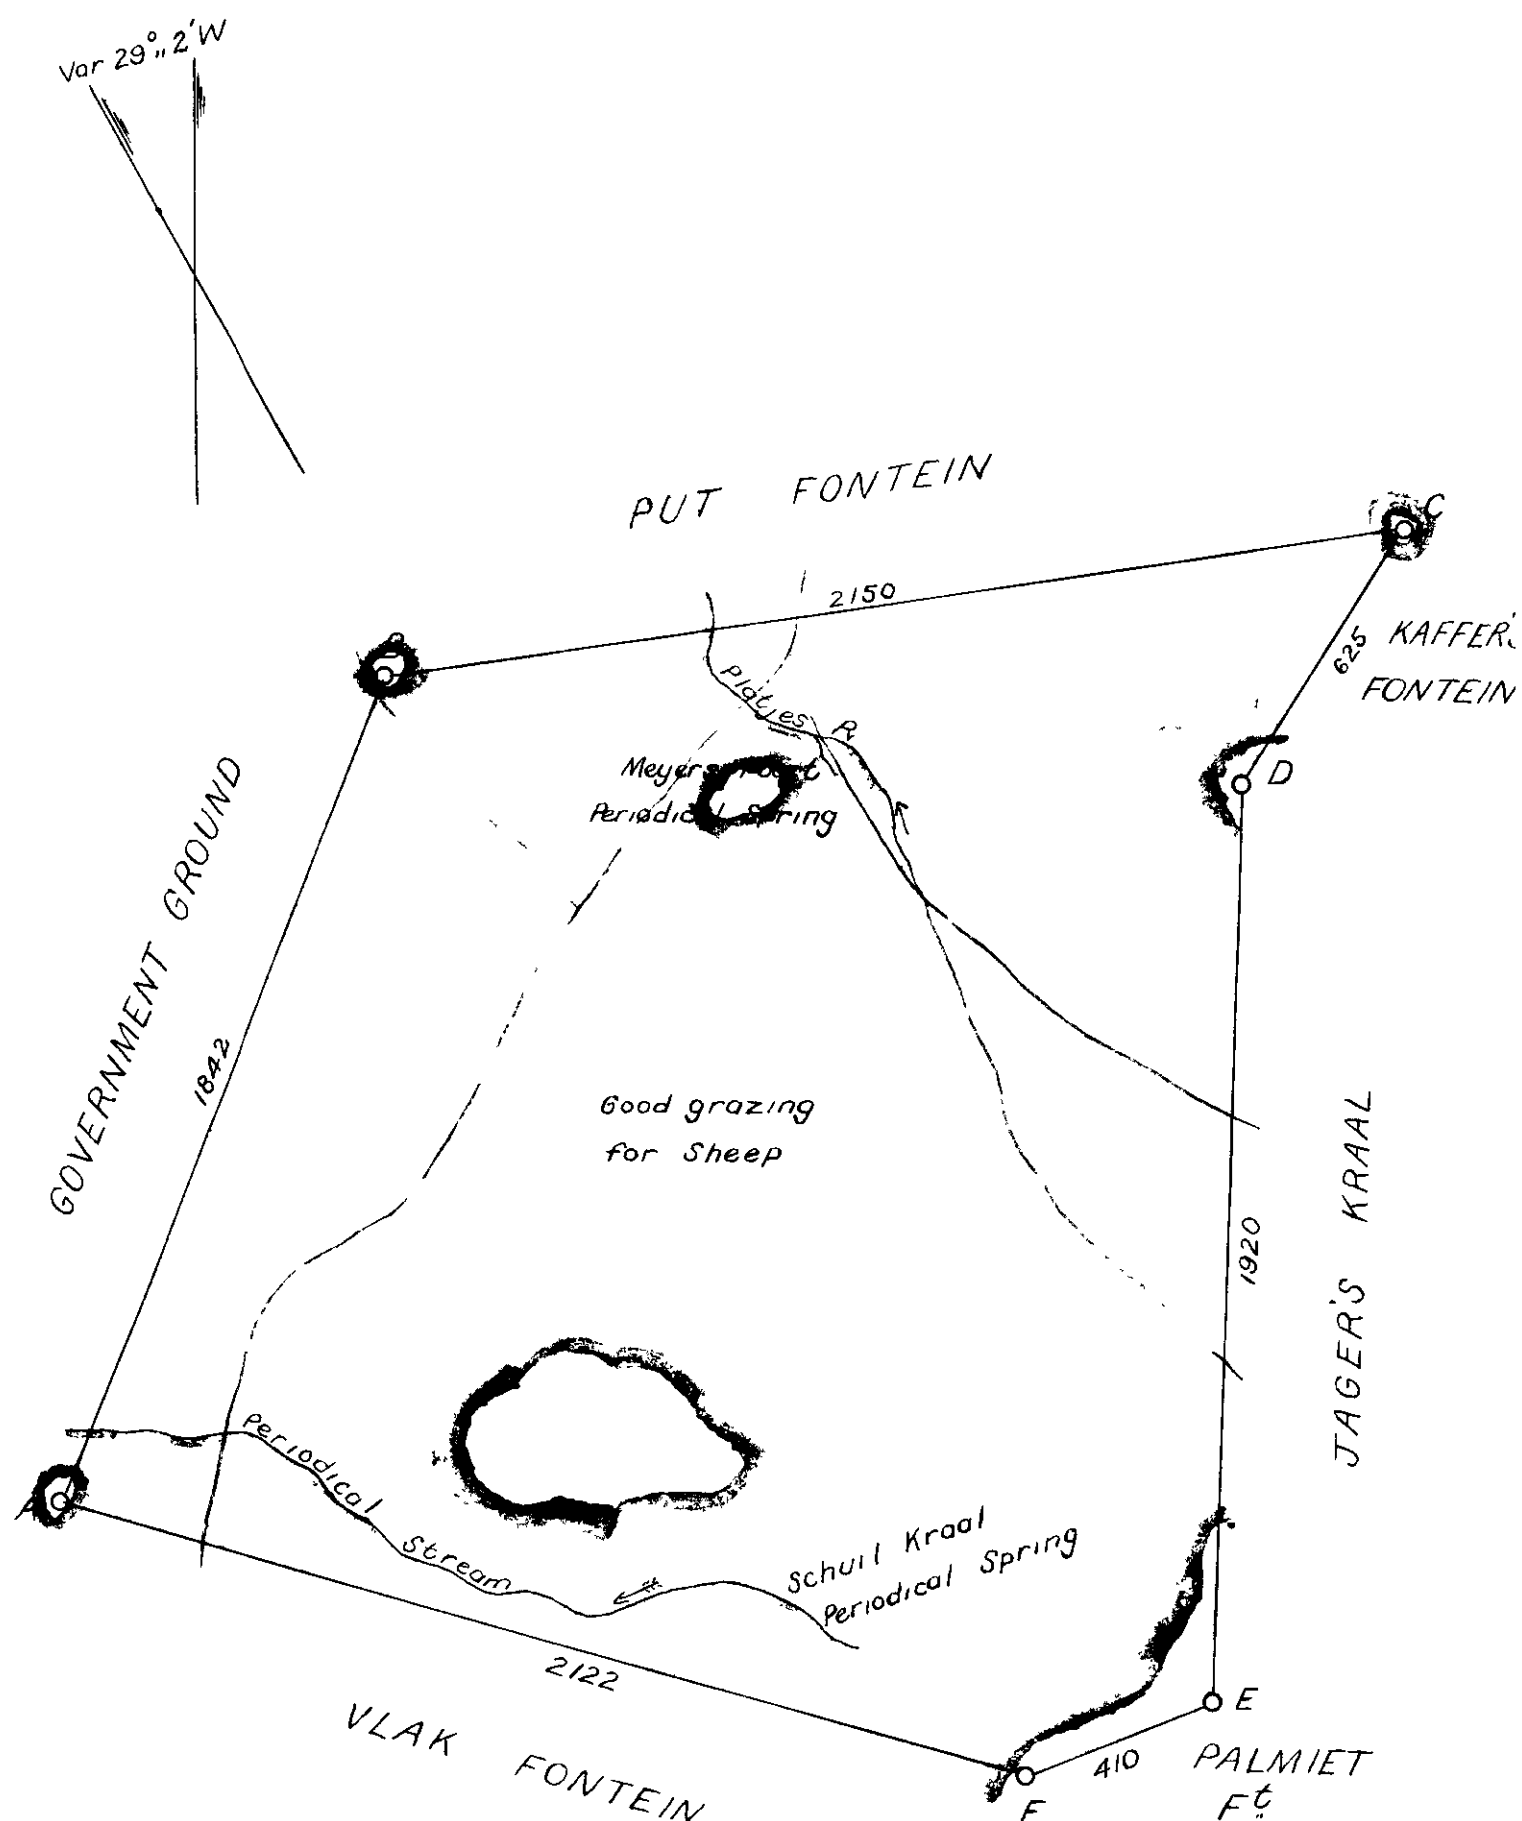 Var 29°„2'W
PUT FONTEIN
C
2150
B
625
KAFFER'S
FONTEIN
Platjes R
D
Meyers Poort
Periodical Spring
GOVERNMENT GROUND
1842
Good grazing
for Sheep
JAGER'S KRAAL
1920
Periodical Stream
A
Schuil Kraal
Periodical Spring
2122
E
VLAK
FONTEIN
410
PALMIET
Ft
F